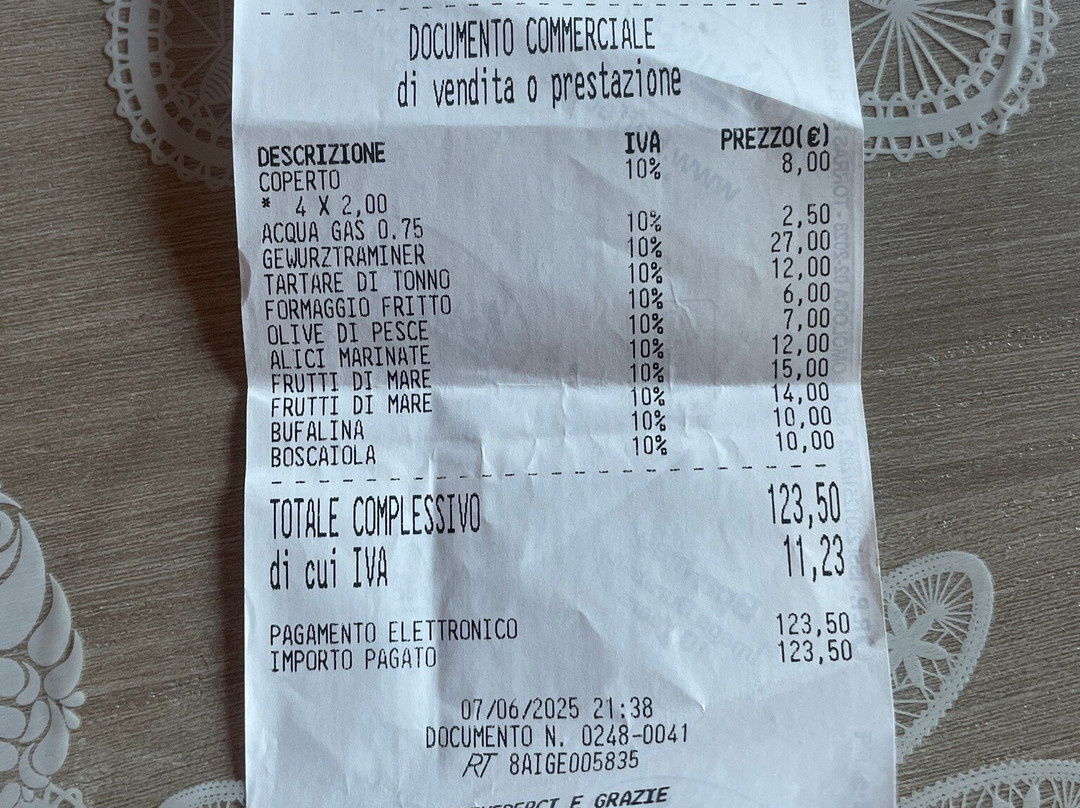 DOCUMENTO COMMERCIALE
di vendita o prestazione
DESCRIZIONE IVA PREZZO(€)
COPERTO 10% 8,00
* 4 X 2,00
ACQUA GAS 0.75 10% 2,50
GEWURZTRAMINER 10% 27,00
TARTARE DI TONNO 10% 12,00
FORMAGGIO FRITTO 10% 6,00
OLIVE DI PESCE 10% 7,00
ALICI MARINATE 10% 12,00
FRUTTI DI MARE 10% 15,00
FRUTTI DI MARE 10% 14,00
BUFALINA 10% 10,00
BOSCAIOLA 10% 10,00
TOTALE COMPLESSIVO 123,50
di cui IVA 11,23
PAGAMENTO ELETTRONICO 123,50
IMPORTO PAGATO 123,50
07/06/2025 21:38
DOCUMENTO N. 0248-0041
RT 8AIGE005835
E GRAZIE